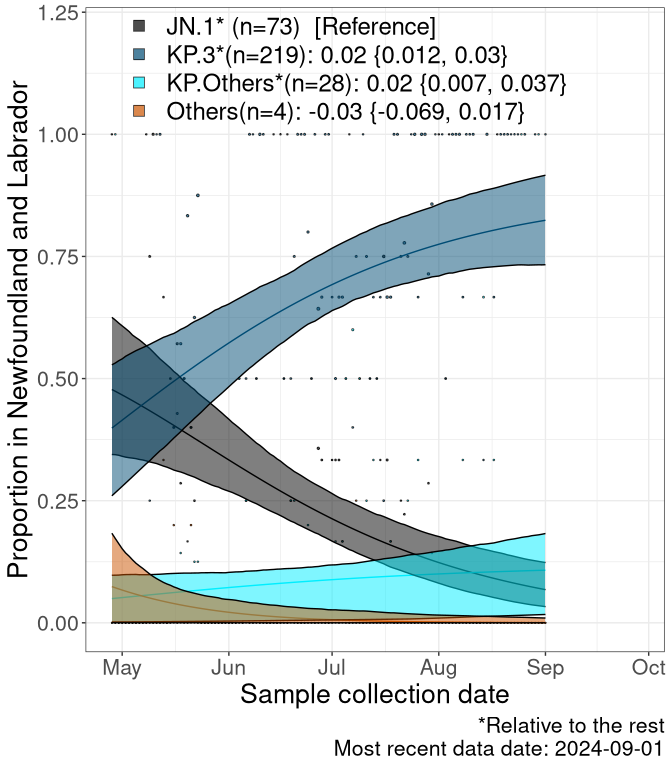 1.25
JN.1* (n=73) [Reference]
KP.3*(n=219): 0.02 {0.012, 0.03}
KP.Others*(n=28): 0.02 {0.007, 0.037}
Others(n=4): -0.03 {-0.069, 0.017}
1.00
0.75
0.50
0.25
0.00
Proportion in Newfoundland and Labrador
May Jun Jul Aug Sep Oct
Sample collection date
*Relative to the rest
Most recent data date: 2024-09-01